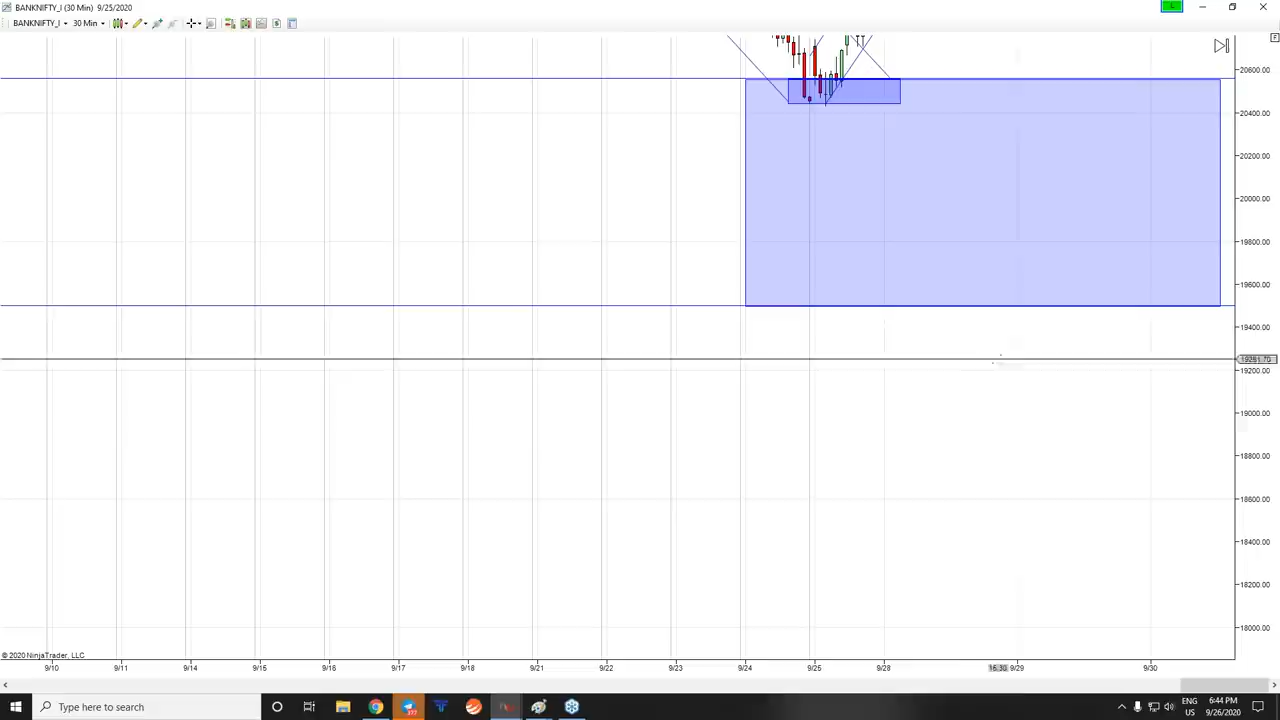 BANKNIFTY_I (30 Min) 9/25/2020
BANKNIFTY_I 30 Min
F
20600.00
20400.00
20200.00
20000.00
19800.00
19600.00
19400.00
19200.00
19000.00
18800.00
18600.00
18400.00
18200.00
18000.00
© 2020 NinjaTrader, LLC
9/10 9/11 9/14 9/15 9/16 9/17 9/18 9/21 9/22 9/23 9/24 9/25 9/28 16:30 9/29 9/30
Type here to search
377
ENG
US
6:44 PM
9/26/2020